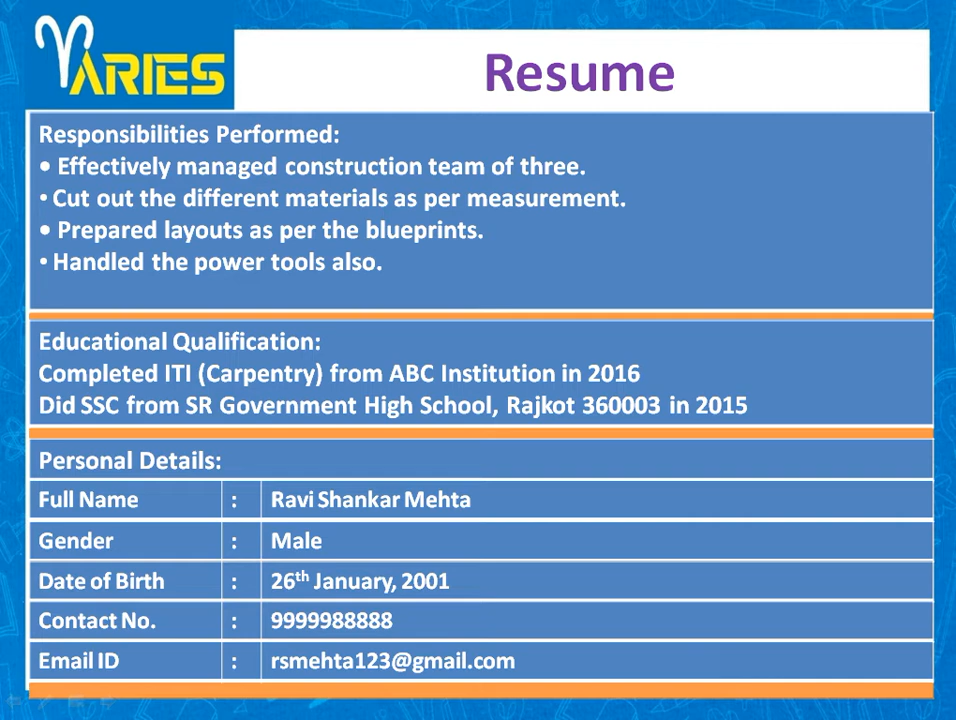 ARIES
Resume
Responsibilities Performed:
• Effectively managed construction team of three.
• Cut out the different materials as per measurement.
• Prepared layouts as per the blueprints.
• Handled the power tools also.
Educational Qualification:
Completed ITI (Carpentry) from ABC Institution in 2016
Did SSC from SR Government High School, Rajkot 360003 in 2015
Personal Details:
Full Name : Ravi Shankar Mehta
Gender : Male
Date of Birth : 26th January, 2001
Contact No. : 9999988888
Email ID : rsmehta123@gmail.com